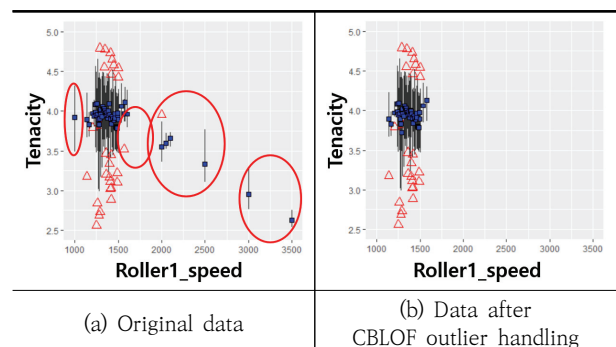 5.0
4.5
4.0
3.5
3.0
2.5
Tenacity
1000 1500 2000 2500 3000 3500
Roller1_speed
(a) Original data
5.0
4.5
4.0
3.5
3.0
2.5
Tenacity
1000 1500 2000 2500 3000 3500
Roller1_speed
(b) Data after
CBLOF outlier handling